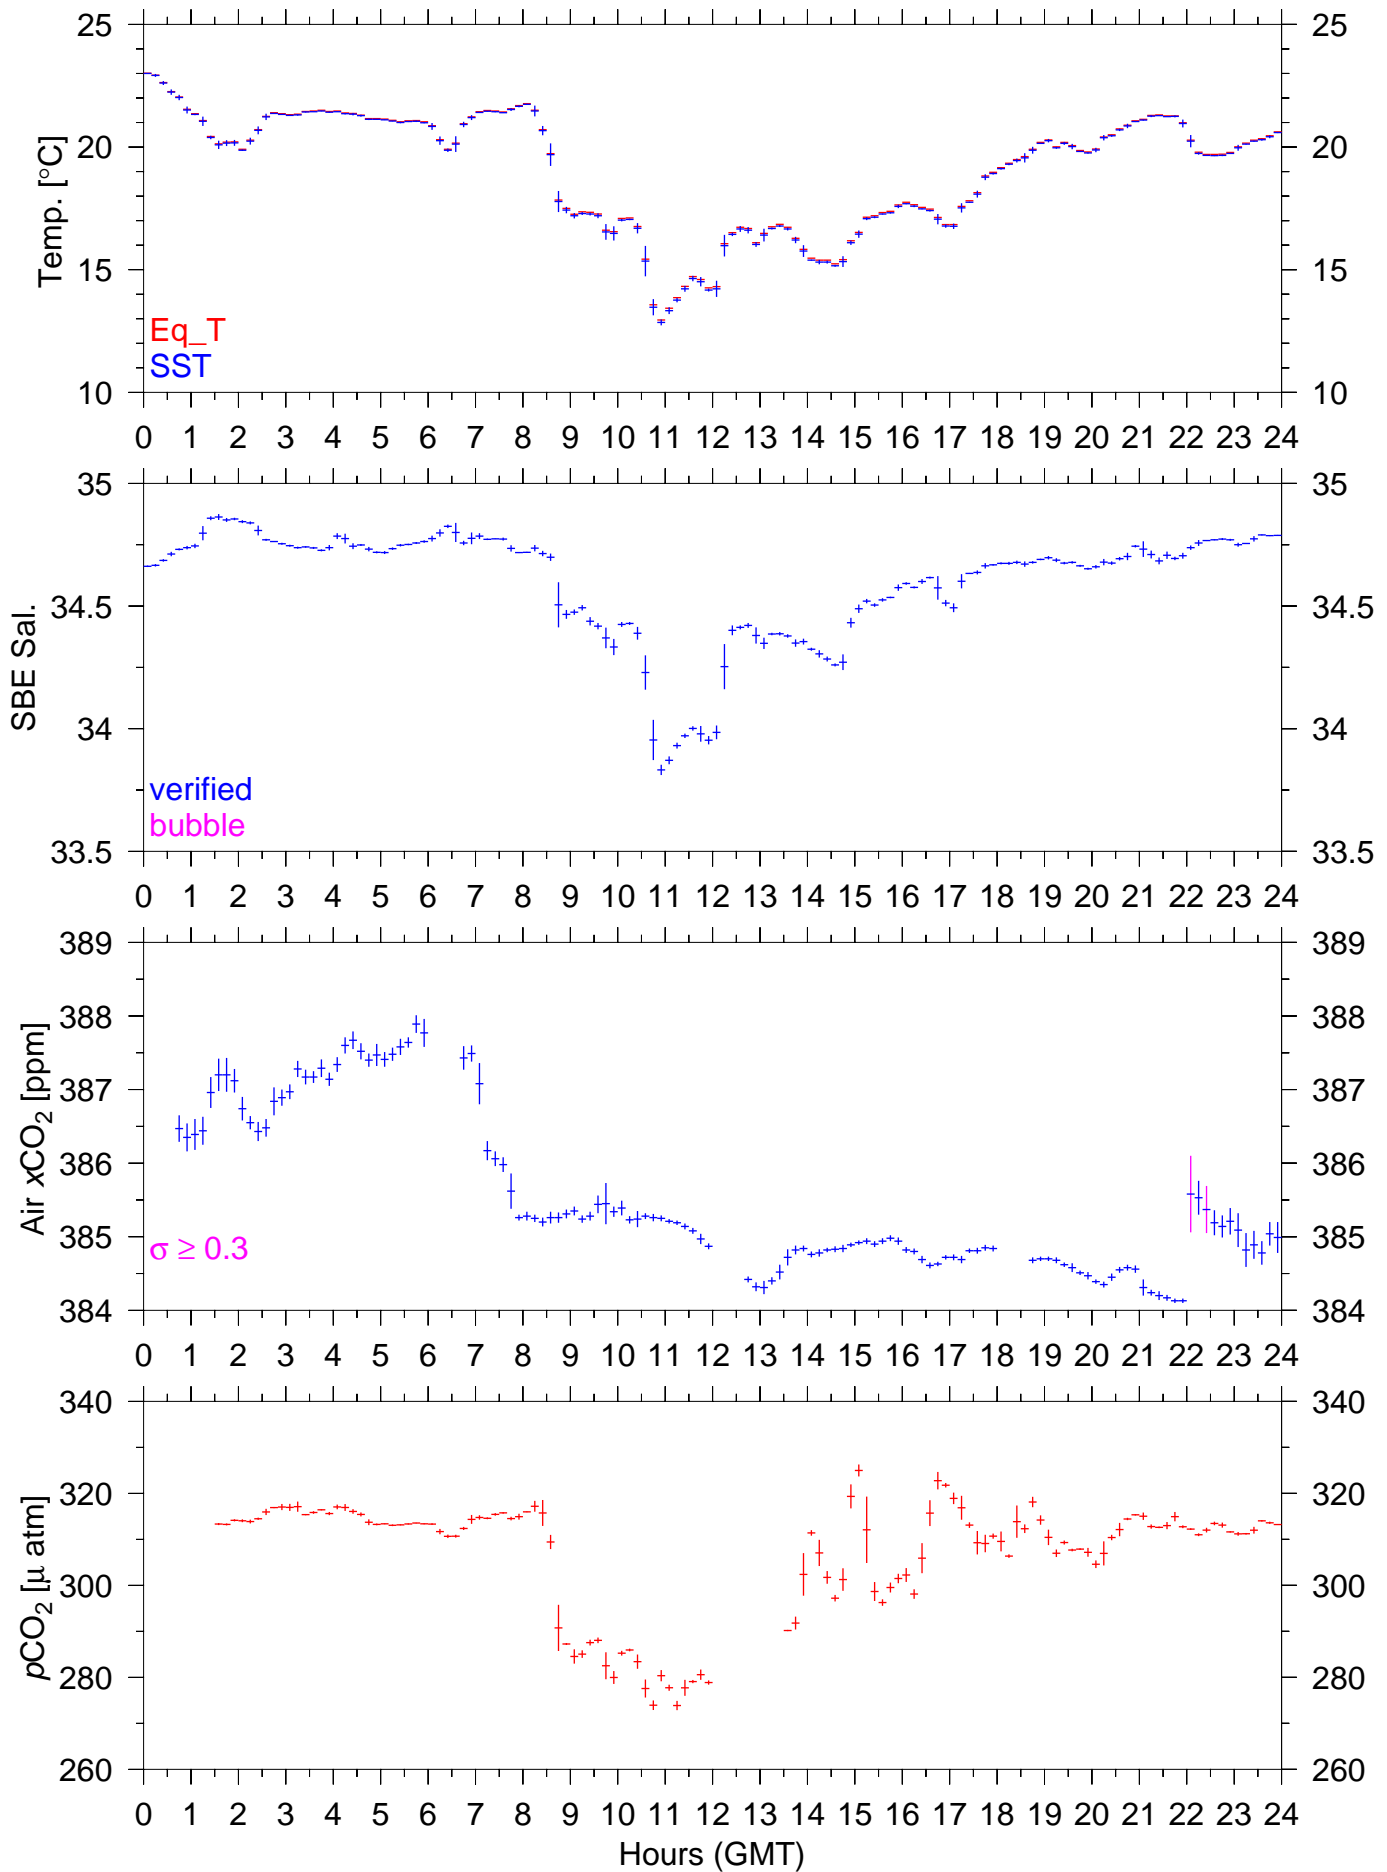 25 25
20 20
15 15
10 10
Temp. [°C]
Eq_T
SST
0 1 2 3 4 5 6 7 8 9 10 11 12 13 14 15 16 17 18 19 20 21 22 23 24
35 35
34.5 34.5
34 34
33.5 33.5
SBE Sal.
verified
bubble
0 1 2 3 4 5 6 7 8 9 10 11 12 13 14 15 16 17 18 19 20 21 22 23 24
389 389
388 388
387 387
386 386
385 385
384 384
Air xCO₂ [ppm]
σ ≥ 0.3
0 1 2 3 4 5 6 7 8 9 10 11 12 13 14 15 16 17 18 19 20 21 22 23 24
340 340
320 320
300 300
280 280
260 260
pCO₂ [μ atm]
0 1 2 3 4 5 6 7 8 9 10 11 12 13 14 15 16 17 18 19 20 21 22 23 24
Hours (GMT)